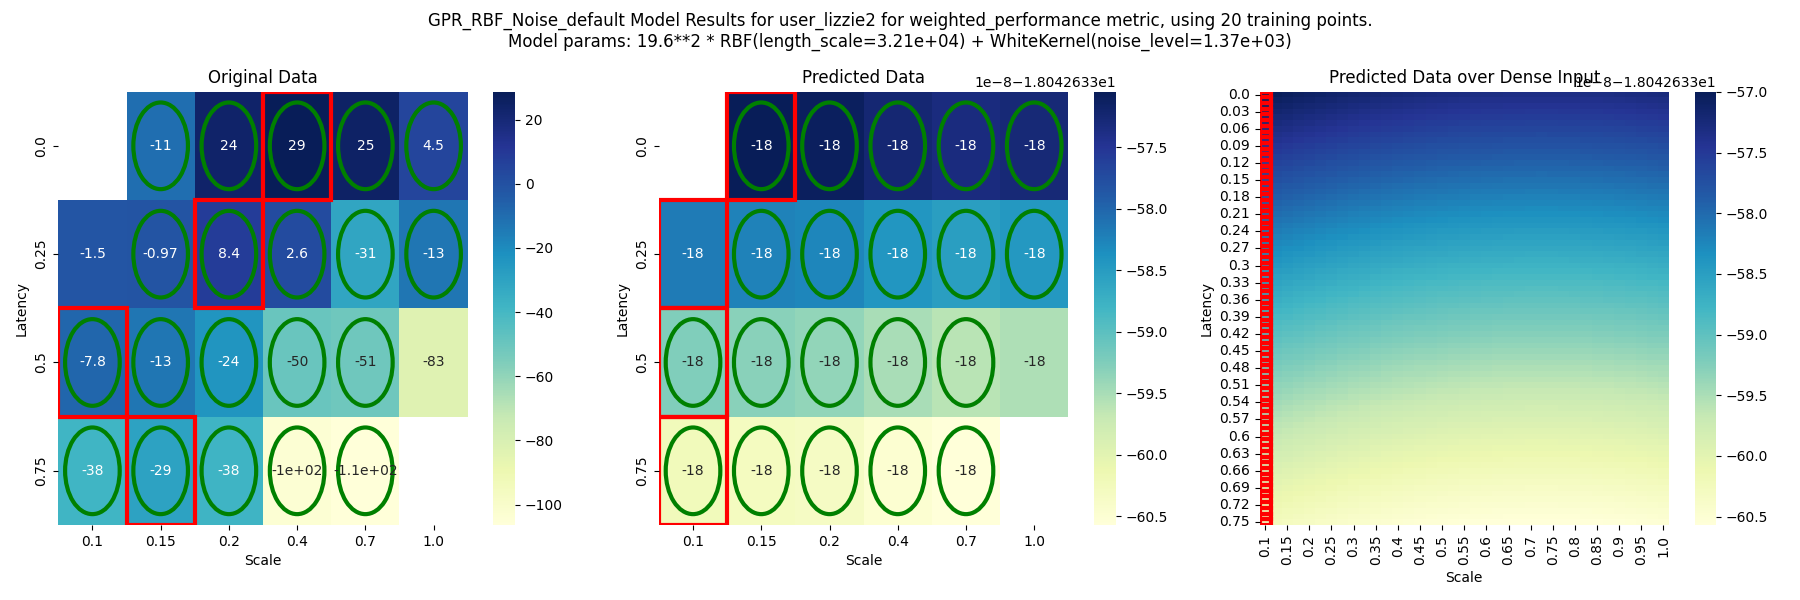 GPR_RBF_Noise_default Model Results for user_lizzie2 for weighted_performance metric, using 20 training points.
Model params: 19.6**2 * RBF(length_scale=3.21e+04) + WhiteKernel(noise_level=1.37e+03)
Original Data
Latency
0.0
-11 24 29 25 4.5
0.25
-1.5 -0.97 8.4 2.6 -31 -13
0.5
-7.8 -13 -24 -50 -51 -83
0.75
-38 -29 -38 -1e+02 -1.1e+02
0.1 0.15 0.2 0.4 0.7 1.0
Scale
20
0
−20
−40
−60
−80
−100
Predicted Data
1e−8−1.8042633e1
Latency
0.0
-18 -18 -18 -18 -18
0.25
-18 -18 -18 -18 -18 -18
0.5
-18 -18 -18 -18 -18 -18
0.75
-18 -18 -18 -18 -18
0.1 0.15 0.2 0.4 0.7 1.0
Scale
−57.5
−58.0
−58.5
−59.0
−59.5
−60.0
−60.5
Predicted Data over Dense Input
1e−8−1.8042633e1
Latency
0.0
0.03
0.06
0.09
0.12
0.15
0.18
0.21
0.24
0.27
0.3
0.33
0.36
0.39
0.42
0.45
0.48
0.51
0.54
0.57
0.6
0.63
0.66
0.69
0.72
0.75
0.1 0.15 0.2 0.25 0.3 0.35 0.4 0.45 0.5 0.55 0.6 0.65 0.7 0.75 0.8 0.85 0.9 0.95 1.0
Scale
−57.0
−57.5
−58.0
−58.5
−59.0
−59.5
−60.0
−60.5